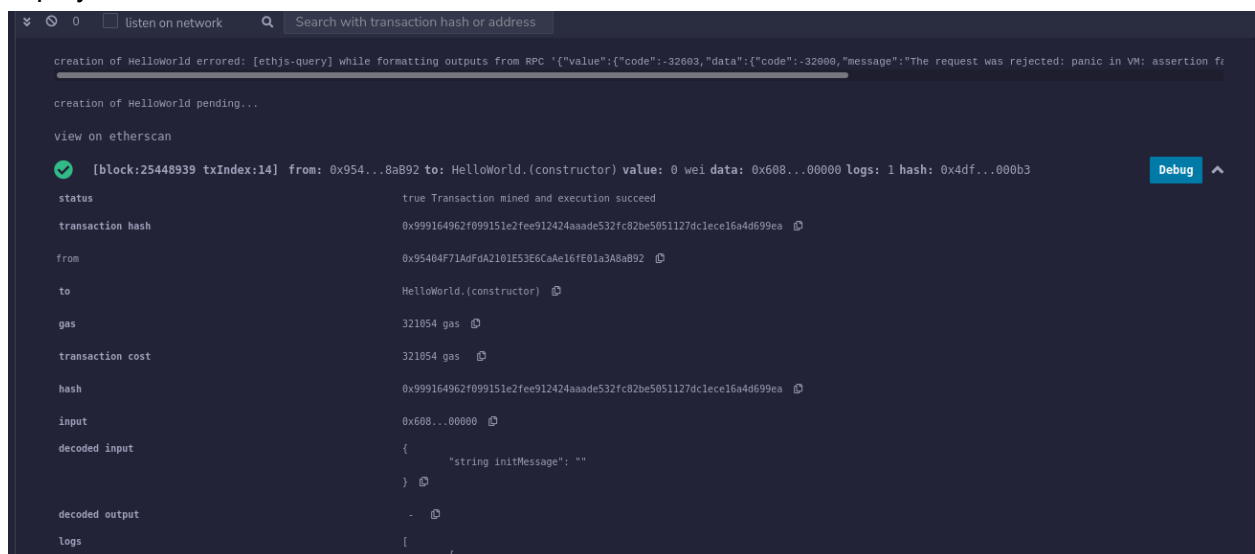 0 listen on network Search with transaction hash or address
creation of HelloWorld errored: [ethjs-query] while formatting outputs from RPC '{"value":{"code":-32603,"data":{"code":-32000,"message":"The request was rejected: panic in VM: assertion fa
creation of HelloWorld pending...
view on etherscan
[block:25448939 txIndex:14] from: 0x954...8aB92 to: HelloWorld.(constructor) value: 0 wei data: 0x608...00000 logs: 1 hash: 0x4df...000b3 Debug
status true Transaction mined and execution succeed
transaction hash 0x999164962f099151e2fee912424aaade532fc82be5051127dc1ece16a4d699ea
from 0x95404F71AdFdA2101E53E6CaAe16fE01a3A8aB92
to HelloWorld.(constructor)
gas 321054 gas
transaction cost 321054 gas
hash 0x999164962f099151e2fee912424aaade532fc82be5051127dc1ece16a4d699ea
input 0x608...00000
decoded input {
"string initMessage": ""
}
decoded output -
logs [
{